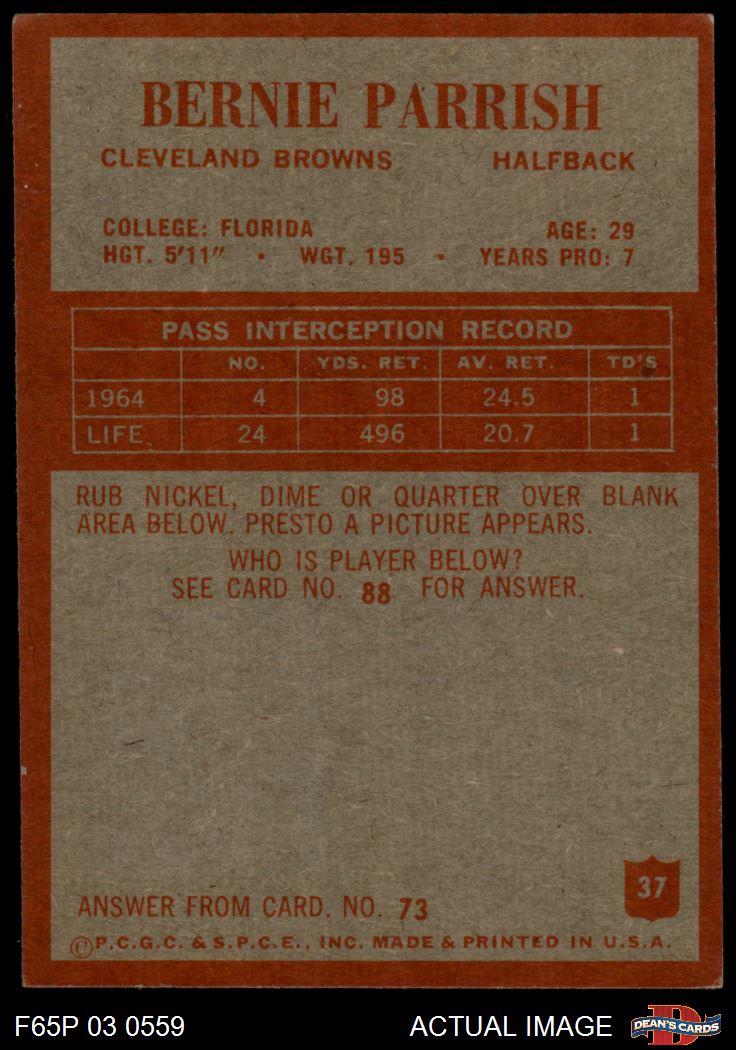 BERNIE PARRISH
CLEVELAND BROWNS HALFBACK
COLLEGE: FLORIDA AGE: 29
HGT. 5'11" • WGT. 195 • YEARS PRO: 7
PASS INTERCEPTION RECORD
NO. YDS. RET. AV. RET. TD'S
1964 4 98 24.5 1
LIFE 24 496 20.7 1
RUB NICKEL, DIME OR QUARTER OVER BLANK
AREA BELOW. PRESTO A PICTURE APPEARS.
WHO IS PLAYER BELOW?
SEE CARD NO. 88 FOR ANSWER.
37
ANSWER FROM CARD. NO. 73
©P.C.G.C. & S.P.C.E., INC. MADE & PRINTED IN U.S.A.
F65P 03 0559 ACTUAL IMAGE DEAN'S CARDS